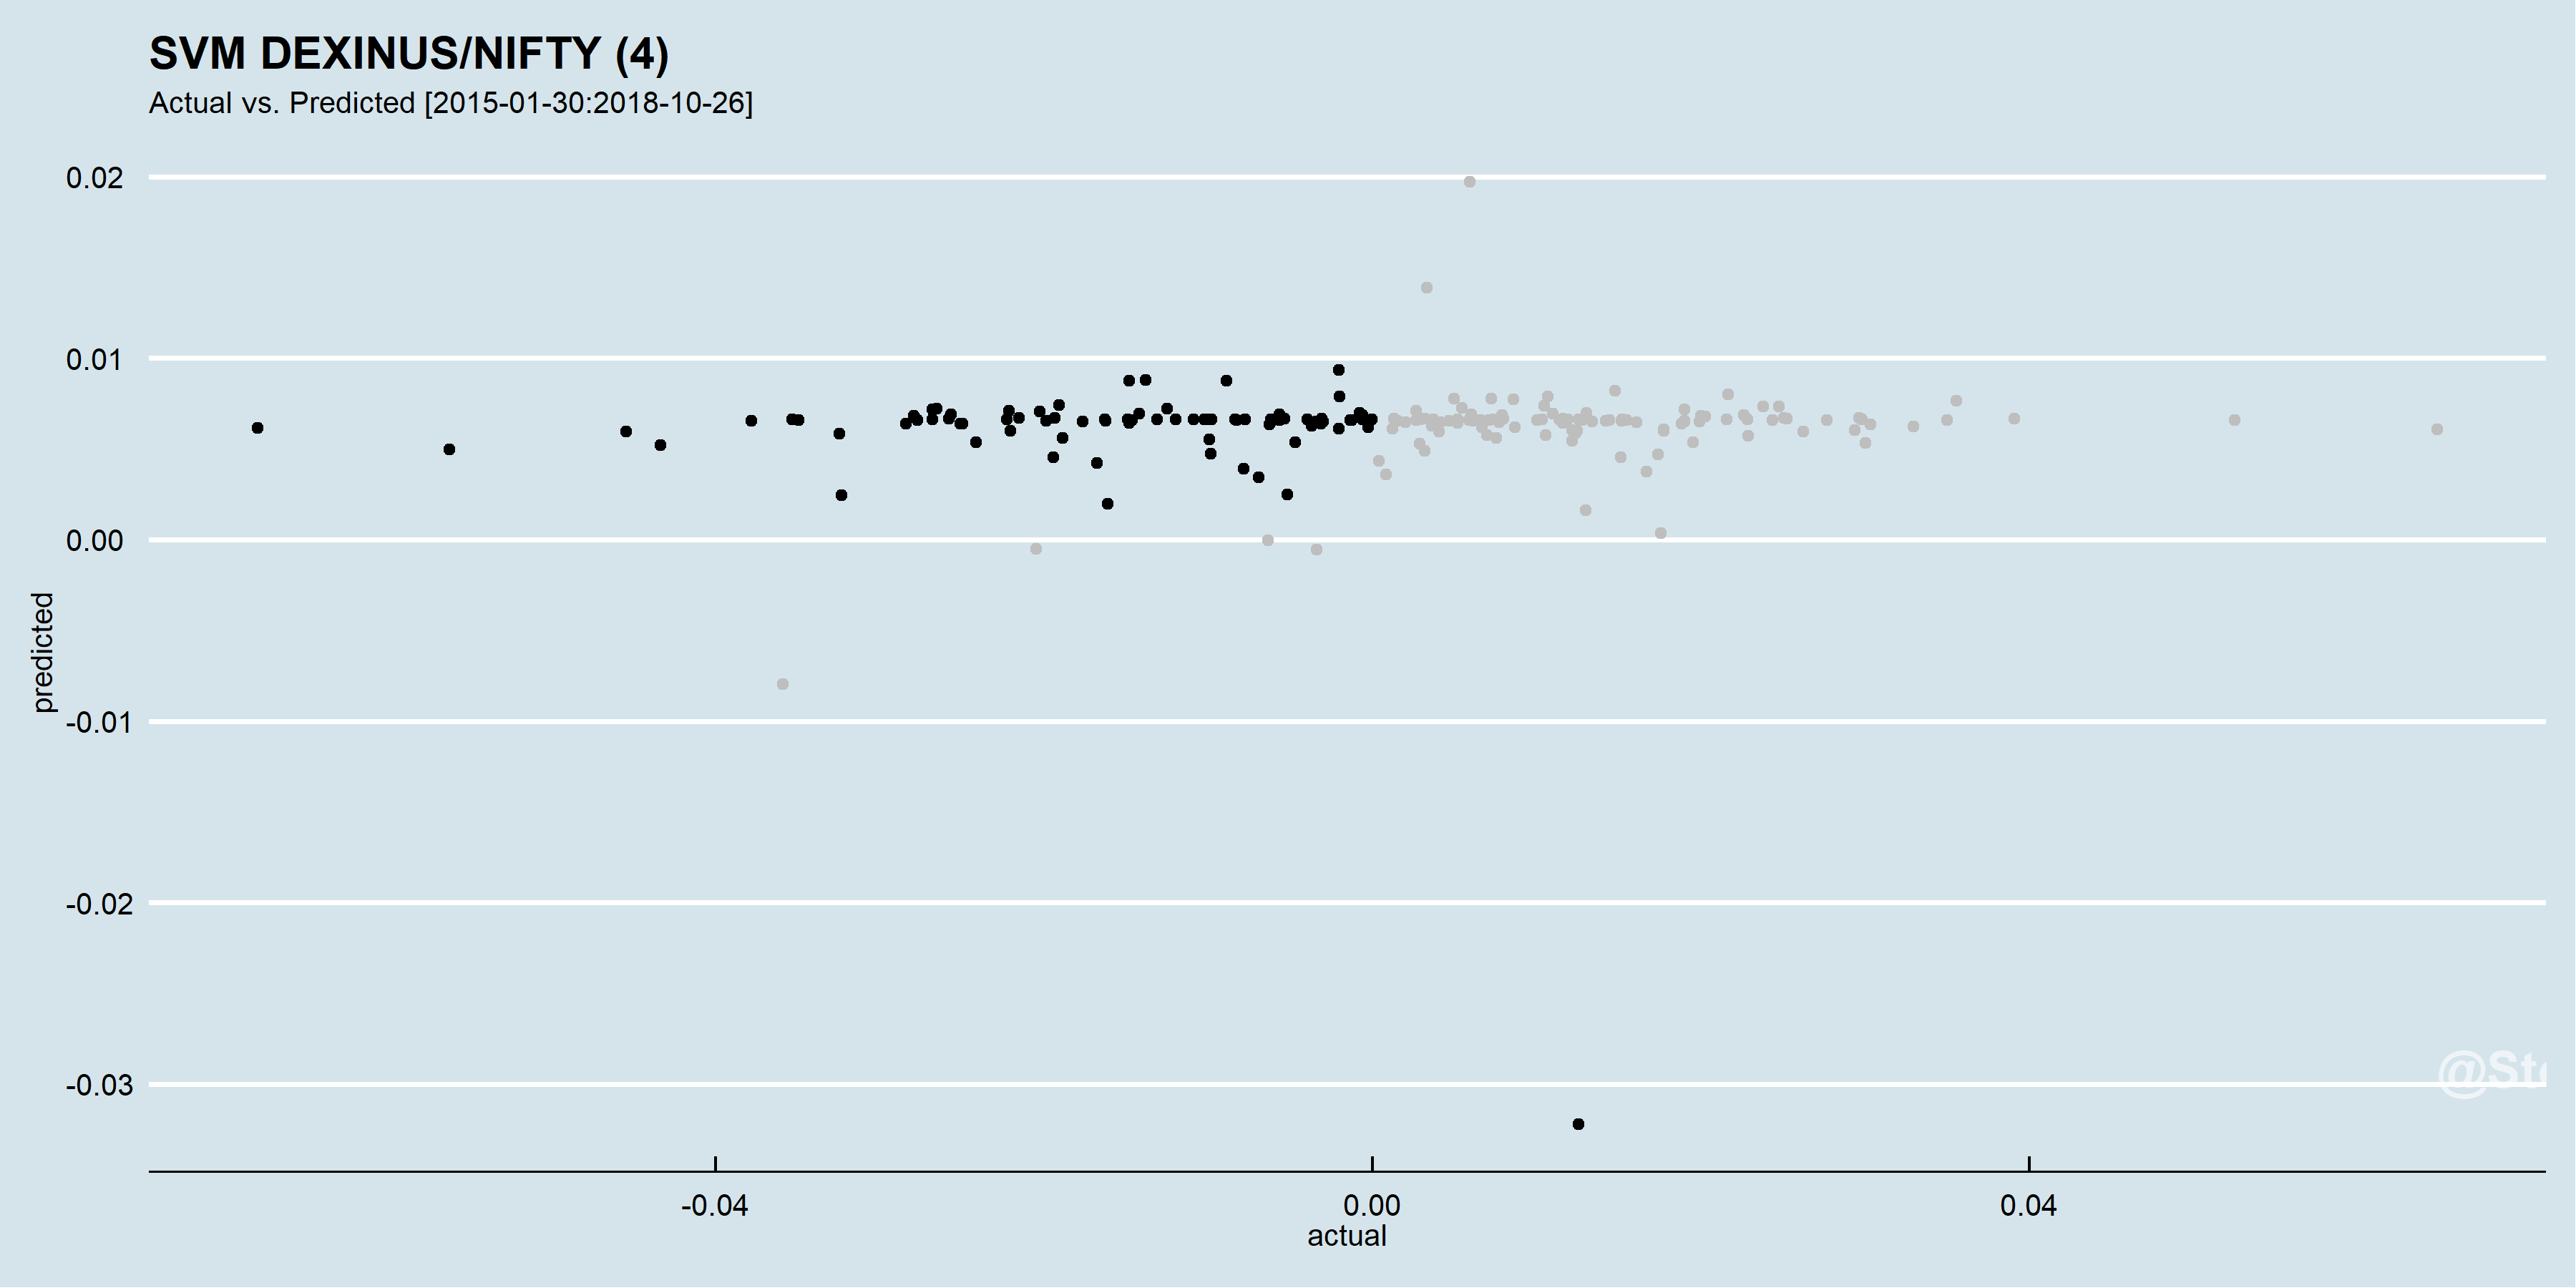 SVM DEXINUS/NIFTY (4)
Actual vs. Predicted [2015-01-30:2018-10-26]
0.02
0.01
0.00
predicted
-0.01
-0.02
-0.03
-0.04
0.00
0.04
actual